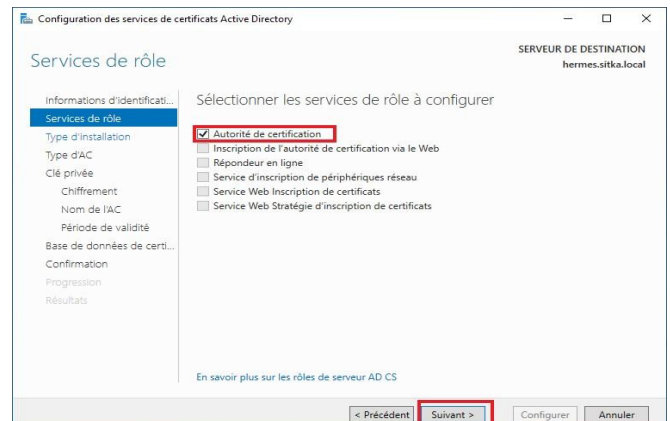 Configuration des services de certificats Active Directory
Services de rôle
SERVEUR DE DESTINATION
hermes.sitka.local
Informations d'identificati...
Services de rôle
Type d'installation
Type d'AC
Clé privée
Chiffrement
Nom de l'AC
Période de validité
Base de données de certi...
Confirmation
Progression
Résultats
Sélectionner les services de rôle à configurer
Autorité de certification
Inscription de l'autorité de certification via le Web
Répondeur en ligne
Service d'inscription de périphériques réseau
Service Web Inscription de certificats
Service Web Stratégie d'inscription de certificats
En savoir plus sur les rôles de serveur AD CS
< Précédent
Suivant >
Configurer
Annuler